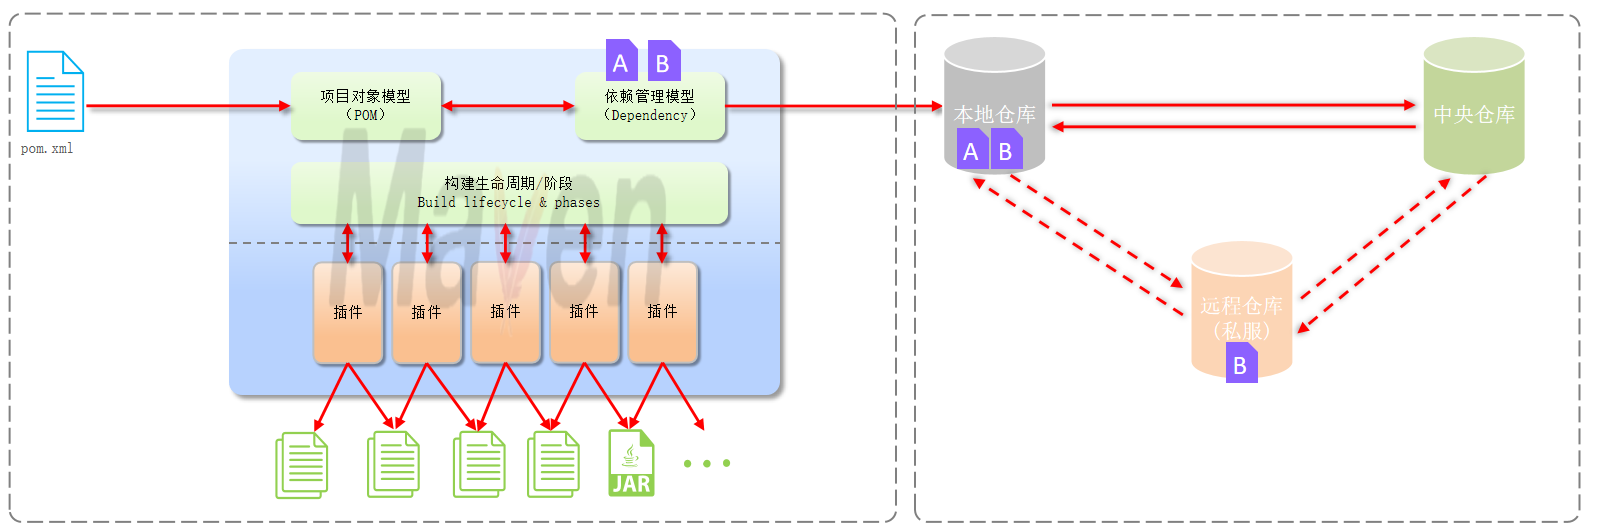 pom.xml
项目对象模型
（POM）
A
B
依赖管理模型
（Dependency）
构建生命周期/阶段
Build lifecycle & phases
Maven
插件
插件
插件
插件
插件
JAR
本地仓库
A
B
中央仓库
远程仓库
（私服）
B